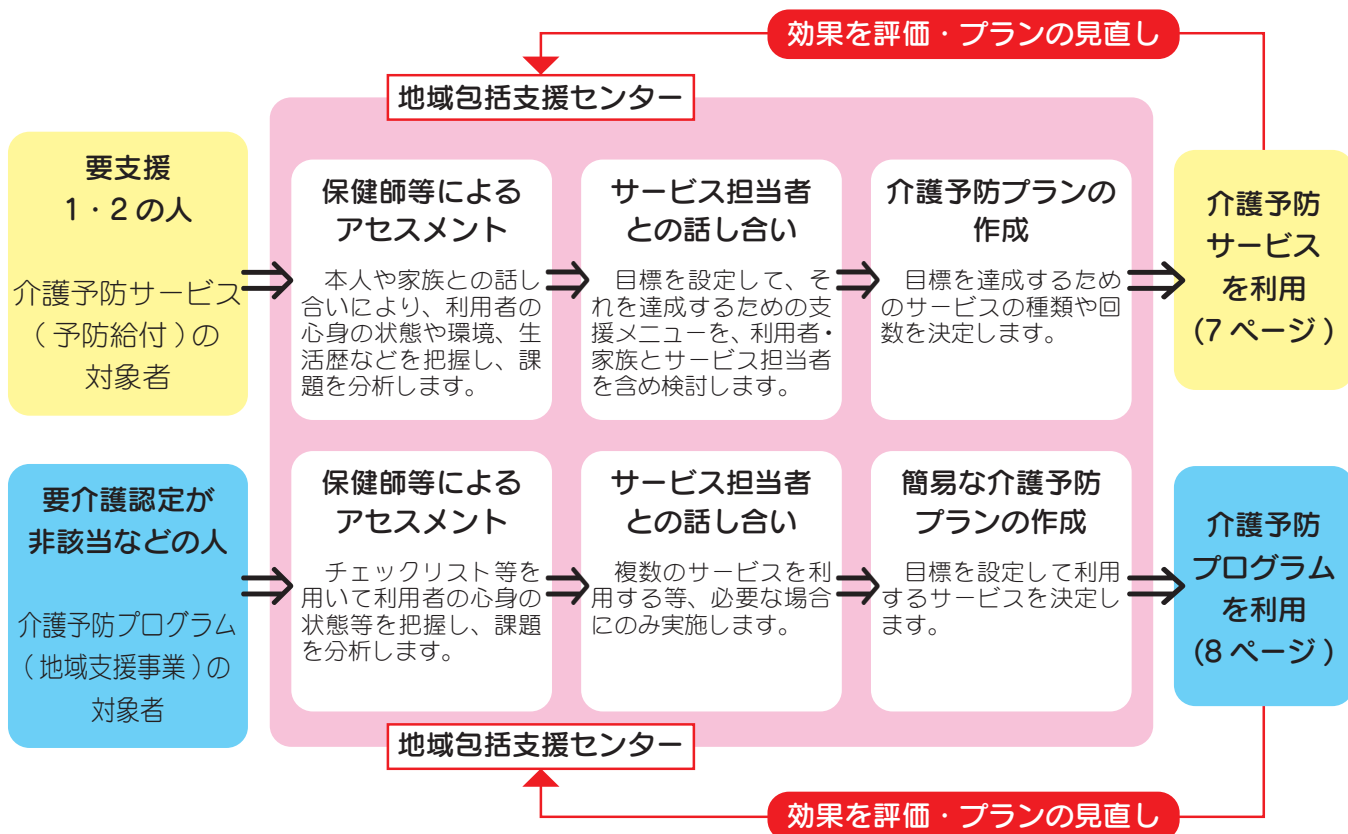 効果を評価・プランの見直し
地域包括支援センター
要支援
1・2の人
介護予防サービス
(予防給付)の
対象者
保健師等による
アセスメント
本人や家族との話し
合いにより、利用者の
心身の状態や環境、生
活歴などを把握し、課
題を分析します。
サービス担当者
との話し合い
目標を設定して、そ
れを達成するための支
援メニューを、利用者・
家族とサービス担当者
を含め検討します。
介護予防プランの
作成
目標を達成するため
のサービスの種類や回
数を決定します。
介護予防
サービス
を利用
(7ページ)
要介護認定が
非該当などの人
介護予防プログラム
(地域支援事業)の
対象者
保健師等による
アセスメント
チェックリスト等を
用いて利用者の心身の
状態等を把握し、課題
を分析します。
サービス担当者
との話し合い
複数のサービスを利
用する等、必要な場合
にのみ実施します。
簡易な介護予防
プランの作成
目標を設定して利用
するサービスを決定し
ます。
介護予防
プログラム
を利用
(8ページ)
地域包括支援センター
効果を評価・プランの見直し